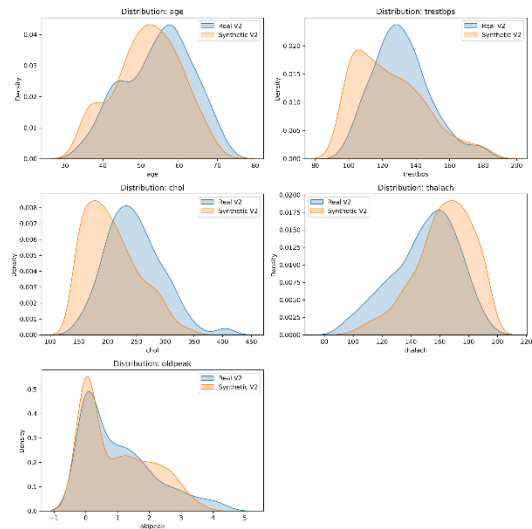 Distribution: age
Real V2
Synthetic V2
0.04
0.03
0.02
0.01
0.00
Density
30 40 50 60 70 80
age
Distribution: trestbps
Real V2
Synthetic V2
0.020
0.015
0.010
0.005
0.000
Density
80 100 120 140 160 180 200
trestbps
Distribution: chol
Real V2
Synthetic V2
0.008
0.007
0.006
0.005
0.004
0.003
0.002
0.001
0.000
Density
100 150 200 250 300 350 400 450
chol
Distribution: thalach
Real V2
Synthetic V2
0.0200
0.0175
0.0150
0.0125
0.0100
0.0075
0.0050
0.0025
0.0000
Density
80 100 120 140 160 180 200 220
thalach
Distribution: oldpeak
Real V2
Synthetic V2
0.5
0.4
0.3
0.2
0.1
0.0
Density
−1 0 1 2 3 4 5
oldpeak